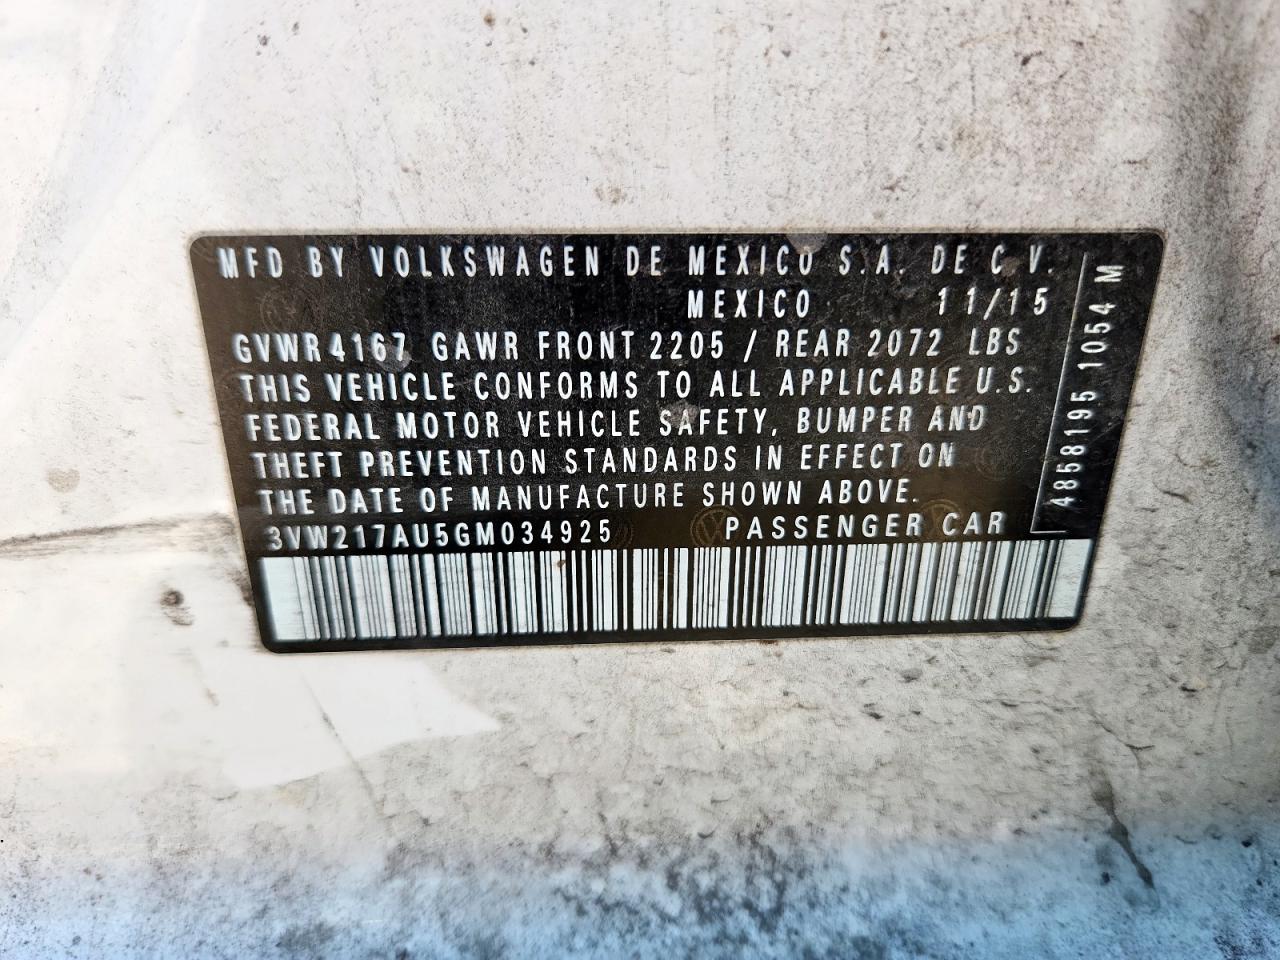 MFD BY VOLKSWAGEN DE MEXICO S.A. DE C.V.
MEXICO 11/15
GVWR 4167 GAWR FRONT 2205 / REAR 2072 LBS
THIS VEHICLE CONFORMS TO ALL APPLICABLE U.S.
FEDERAL MOTOR VEHICLE SAFETY, BUMPER AND
THEFT PREVENTION STANDARDS IN EFFECT ON
THE DATE OF MANUFACTURE SHOWN ABOVE.
3VW217AU5GM034925 PASSENGER CAR
4858195 1054 M